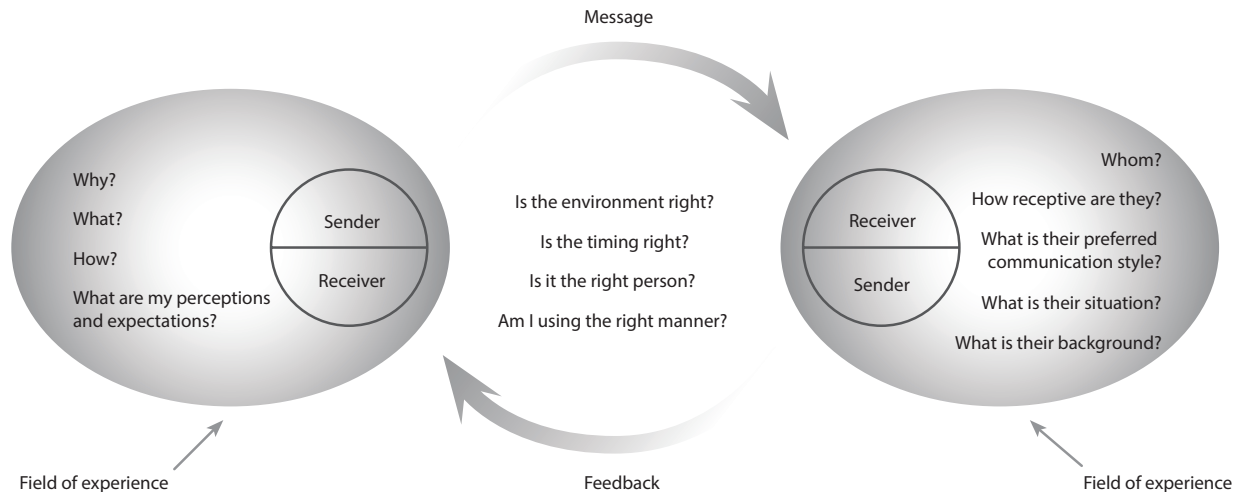 Message
Why?
What?
How?
What are my perceptions
and expectations?
Sender
Receiver
Is the environment right?
Is the timing right?
Is it the right person?
Am I using the right manner?
Receiver
Sender
Whom?
How receptive are they?
What is their preferred
communication style?
What is their situation?
What is their background?
Field of experience
Feedback
Field of experience